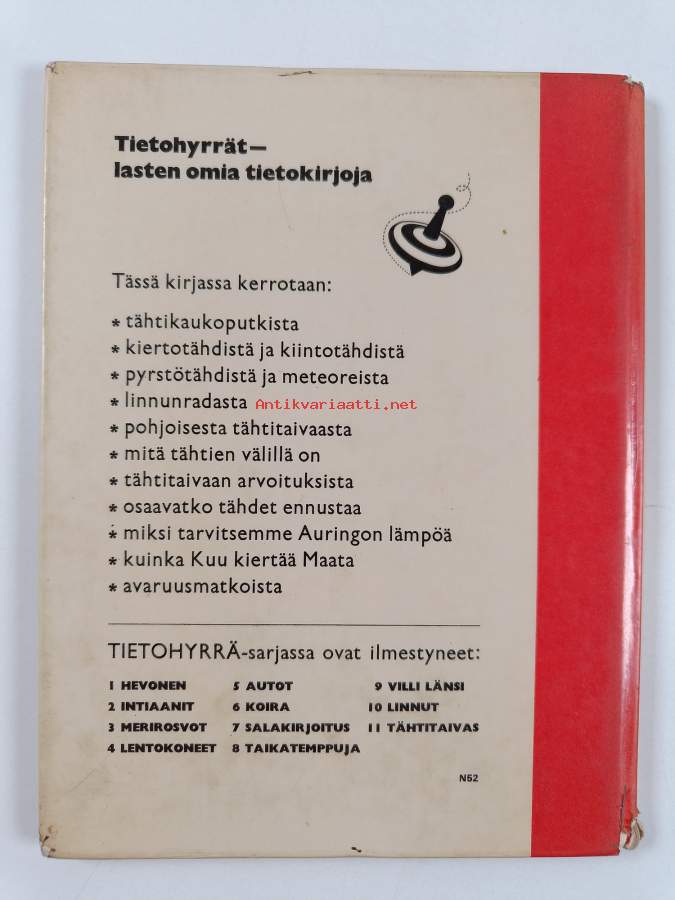 Tietohyrrät—
lasten omia tietokirjoja
Tässä kirjassa kerrotaan:
* tähtikaukoputkista
* kiertotähdistä ja kiintotähdistä
* pyrstötähdistä ja meteoreista
* linnunradasta
Antikvariaatti.net
* pohjoisesta tähtitaivaasta
* mitä tähtien välillä on
* tähtitaivaan arvoituksista
* osaavatko tähdet ennustaa
* miksi tarvitsemme Auringon lämpöä
* kuinka Kuu kiertää Maata
* avaruusmatkoista
TIETOHYRRÄ-sarjassa ovat ilmestyneet:
1 HEVONEN
2 INTIAANIT
3 MERIROSVOT
4 LENTOKONEET
5 AUTOT
6 KOIRA
7 SALAKIRJOITUS
8 TAIKATEMPPUJA
9 VILLI LÄNSI
10 LINNUT
11 TÄHTITAIVAS
N52